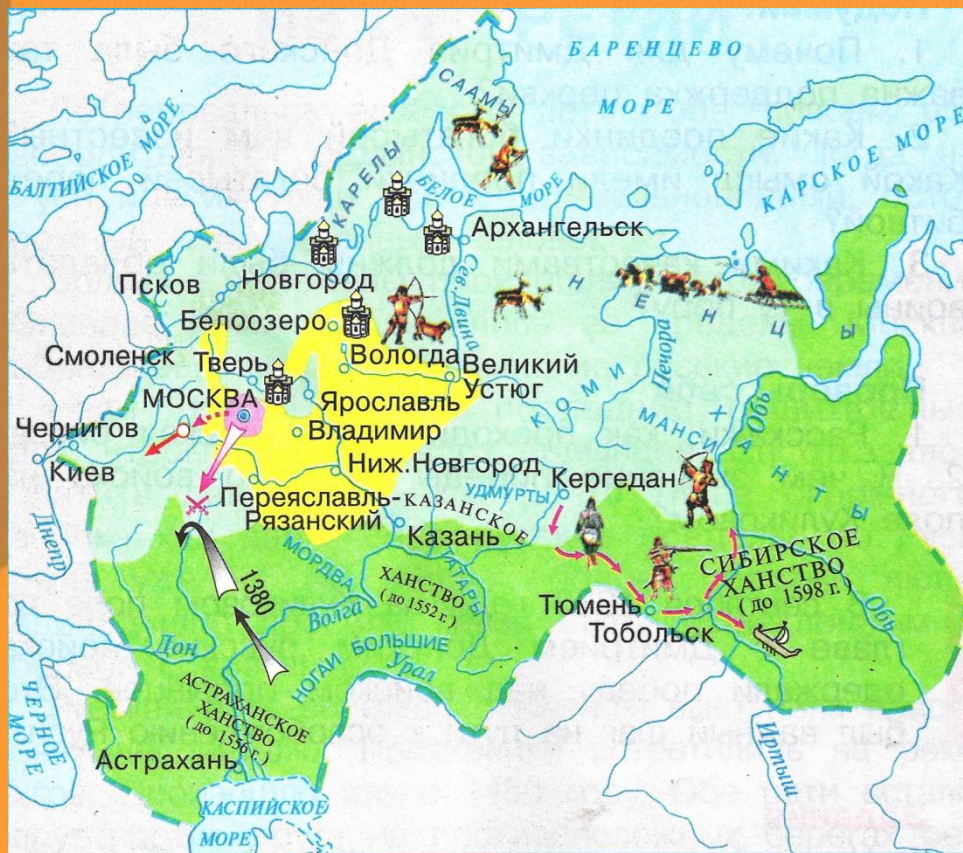 БАРЕНЦЕВО
МОРЕ
КАРСКОЕ МОРЕ
БАЛТИЙСКОЕ МОРЕ
СААМЫ
КАРЕЛЫ
БЕЛОЕ МОРЕ
Архангельск
Псков
Новгород
Сев. Двина
НЕНЦЫ
Белоозеро
Печора
Смоленск
Тверь
Вологда
Великий
Устюг
КОМИ
МОСКВА
Ярославль
МАНСИ
Обь
ХАНТЫ
Чернигов
Владимир
Киев
Ниж. Новгород
УДМУРТЫ
Кергедан
Переяславль-
Рязанский
КАЗАНСКОЕ
Казань
Днепр
МОРДВА
ТАТАРЫ
ХАНСТВО
(до 1552 г.)
СИБИРСКОЕ
ХАНСТВО
(до 1598 г.)
1380
Волга
Тюмень
Тобольск
Обь
Дон
НОГАИ БОЛЬШИЕ
Урал
АСТРАХАНСКОЕ
ХАНСТВО
(до 1556 г.)
Иртыш
ЧЕРНОЕ
МОРЕ
Астрахань
КАСПИЙСКОЕ
МОРЕ